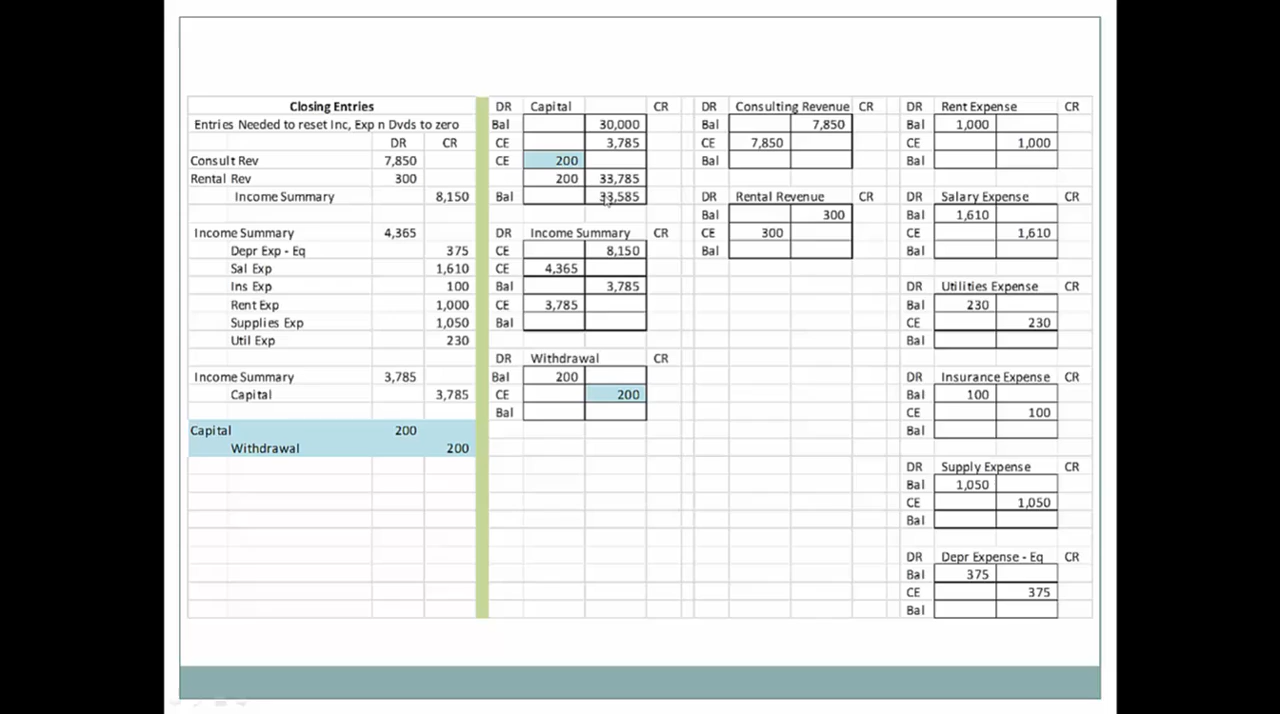 Closing Entries
Entries Needed to reset Inc, Exp n Dvds to zero
DR CR
Consult Rev 7,850
Rental Rev 300
Income Summary 8,150
Income Summary 4,365
Depr Exp - Eq 375
Sal Exp 1,610
Ins Exp 100
Rent Exp 1,000
Supplies Exp 1,050
Util Exp 230
Income Summary 3,785
Capital 3,785
Capital 200
Withdrawal 200
DR Capital CR
Bal 30,000
CE 3,785
CE 200
200 33,785
Bal 33,585
DR Income Summary CR
CE 8,150
CE 4,365
Bal 3,785
CE 3,785
Bal
DR Withdrawal CR
Bal 200
CE 200
Bal
DR Consulting Revenue CR
Bal 7,850
CE 7,850
Bal
DR Rental Revenue CR
Bal 300
CE 300
Bal
DR Rent Expense CR
Bal 1,000
CE 1,000
Bal
DR Salary Expense CR
Bal 1,610
CE 1,610
Bal
DR Utilities Expense CR
Bal 230
CE 230
Bal
DR Insurance Expense CR
Bal 100
CE 100
Bal
DR Supply Expense CR
Bal 1,050
CE 1,050
Bal
DR Depr Expense - Eq CR
Bal 375
CE 375
Bal